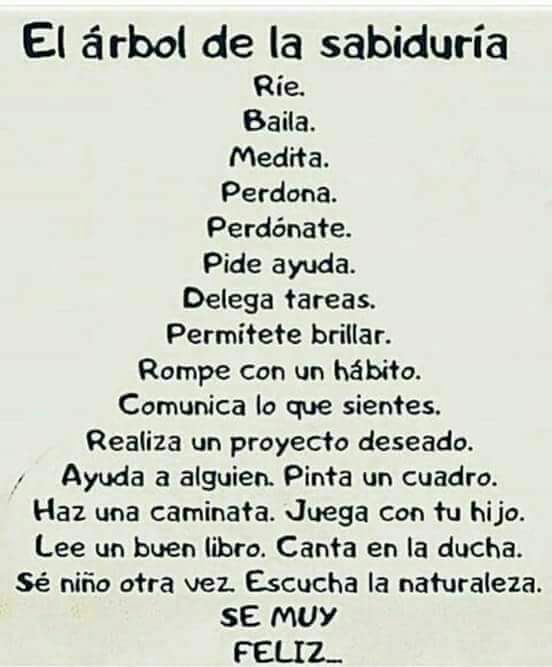 El árbol de la sabiduría
Ríe.
Baila.
Medita.
Perdona.
Perdónate.
Pide ayuda.
Delega tareas.
Permítete brillar.
Rompe con un hábito.
Comunica lo que sientes.
Realiza un proyecto deseado.
Ayuda a alguien. Pinta un cuadro.
Haz una caminata. Juega con tu hijo.
Lee un buen libro. Canta en la ducha.
Sé niño otra vez. Escucha la naturaleza.
SE MUY
FELIZ...